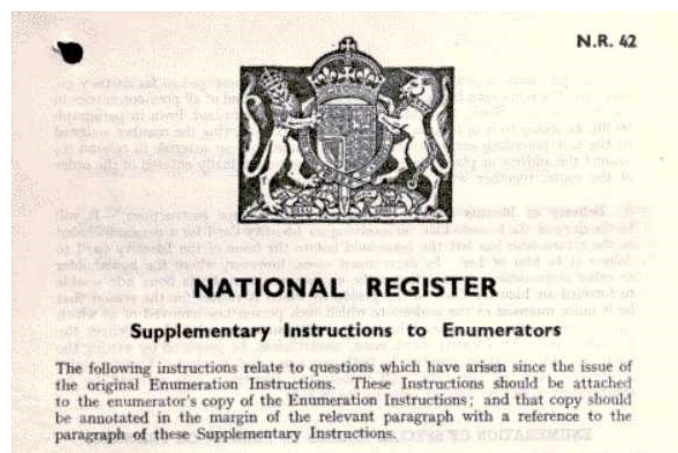 N.R. 42
NATIONAL REGISTER
Supplementary Instructions to Enumerators
The following instructions relate to questions which have arisen since the issue of
the original Enumeration Instructions. These Instructions should be attached
to the enumerator's copy of the Enumeration Instructions; and that copy should
be annotated in the margin of the relevant paragraph with a reference to the
paragraph of these Supplementary Instructions.